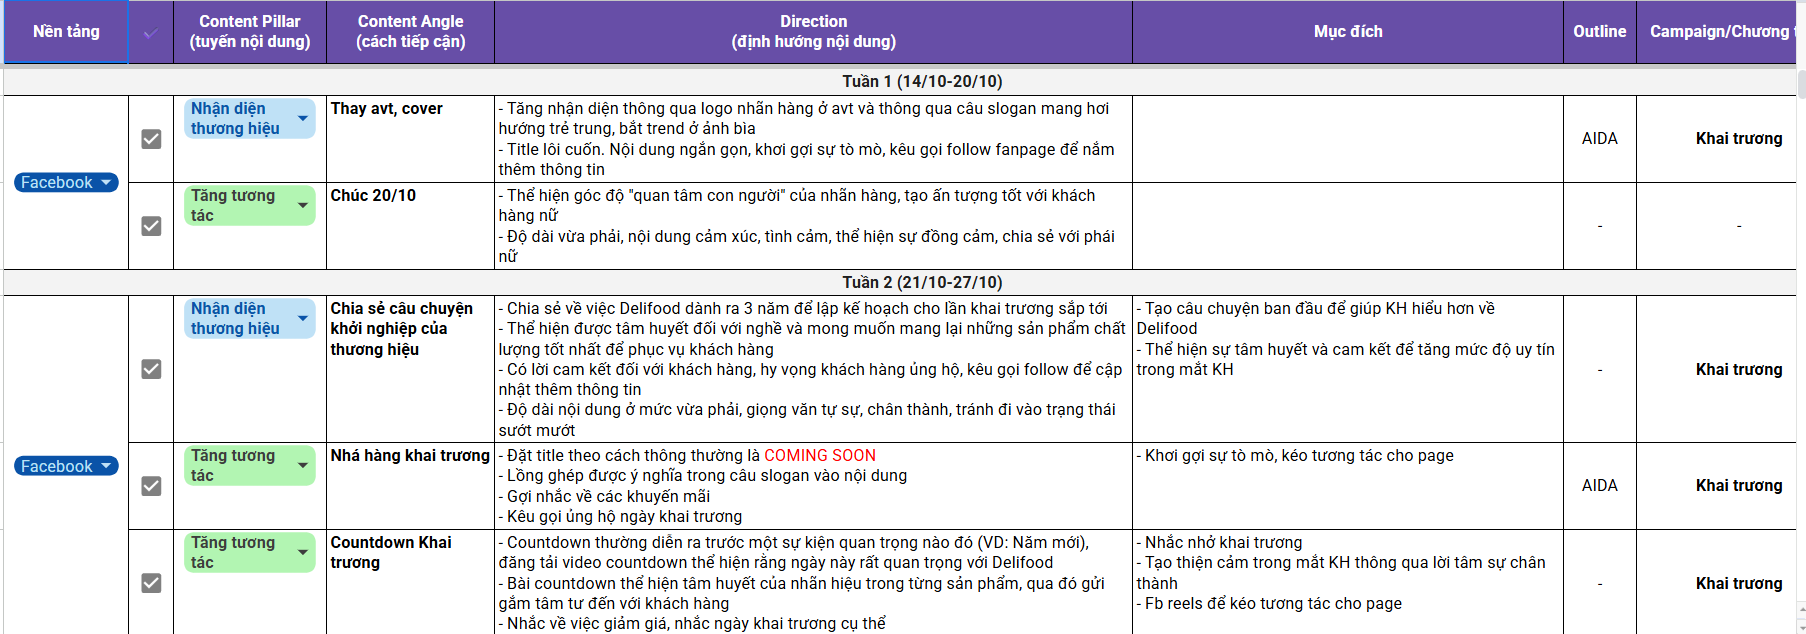 Nền tảng
Content Pillar
(tuyến nội dung)
Content Angle
(cách tiếp cận)
Direction
(định hướng nội dung)
Mục đích
Outline
Campaign/Chương t
Tuần 1 (14/10-20/10)
Facebook
Nhận diện
thương hiệu
Thay avt, cover
- Tăng nhận diện thông qua logo nhãn hàng ở avt và thông qua câu slogan mang hơi
hướng trẻ trung, bắt trend ở ảnh bìa
- Title lôi cuốn. Nội dung ngắn gọn, khơi gợi sự tò mò, kêu gọi follow fanpage để nắm
thêm thông tin
AIDA
Khai trương
Tăng tương
tác
Chúc 20/10
- Thể hiện góc độ "quan tâm con người" của nhãn hàng, tạo ấn tượng tốt với khách
hàng nữ
- Độ dài vừa phải, nội dung cảm xúc, tình cảm, thể hiện sự đồng cảm, chia sẻ với phái
nữ
-
-
Tuần 2 (21/10-27/10)
Facebook
Nhận diện
thương hiệu
Chia sẻ câu chuyện
khởi nghiệp của
thương hiệu
- Chia sẻ về việc Delifood dành ra 3 năm để lập kế hoạch cho lần khai trương sắp tới
- Thể hiện được tâm huyết đối với nghề và mong muốn mang lại những sản phẩm chất
lượng tốt nhất để phục vụ khách hàng
- Có lời cam kết đối với khách hàng, hy vọng khách hàng ủng hộ, kêu gọi follow để cập
nhật thêm thông tin
- Độ dài nội dung ở mức vừa phải, giọng văn tự sự, chân thành, tránh đi vào trạng thái
sướt mướt
- Tạo câu chuyện ban đầu để giúp KH hiểu hơn về
Delifood
- Thể hiện sự tâm huyết và cam kết để tăng mức độ uy tín
trong mắt KH
-
Khai trương
Tăng tương
tác
Nhá hàng khai trương
- Đặt title theo cách thông thường là COMING SOON
- Lồng ghép được ý nghĩa trong câu slogan vào nội dung
- Gợi nhắc về các khuyến mãi
- Kêu gọi ủng hộ ngày khai trương
- Khơi gợi sự tò mò, kéo tương tác cho page
AIDA
Khai trương
Tăng tương
tác
Countdown Khai
trương
- Countdown thường diễn ra trước một sự kiện quan trọng nào đó (VD: Năm mới),
đăng tải video countdown thể hiện rằng ngày này rất quan trọng với Delifood
- Bài countdown thể hiện tâm huyết của nhãn hiệu trong từng sản phẩm, qua đó gửi
gắm tâm tư đến với khách hàng
- Nhắc về việc giảm giá, nhắc ngày khai trương cụ thể
- Nhắc nhở khai trương
- Tạo thiện cảm trong mắt KH thông qua lời tâm sự chân
thành
- Fb reels để kéo tương tác cho page
-
Khai trương